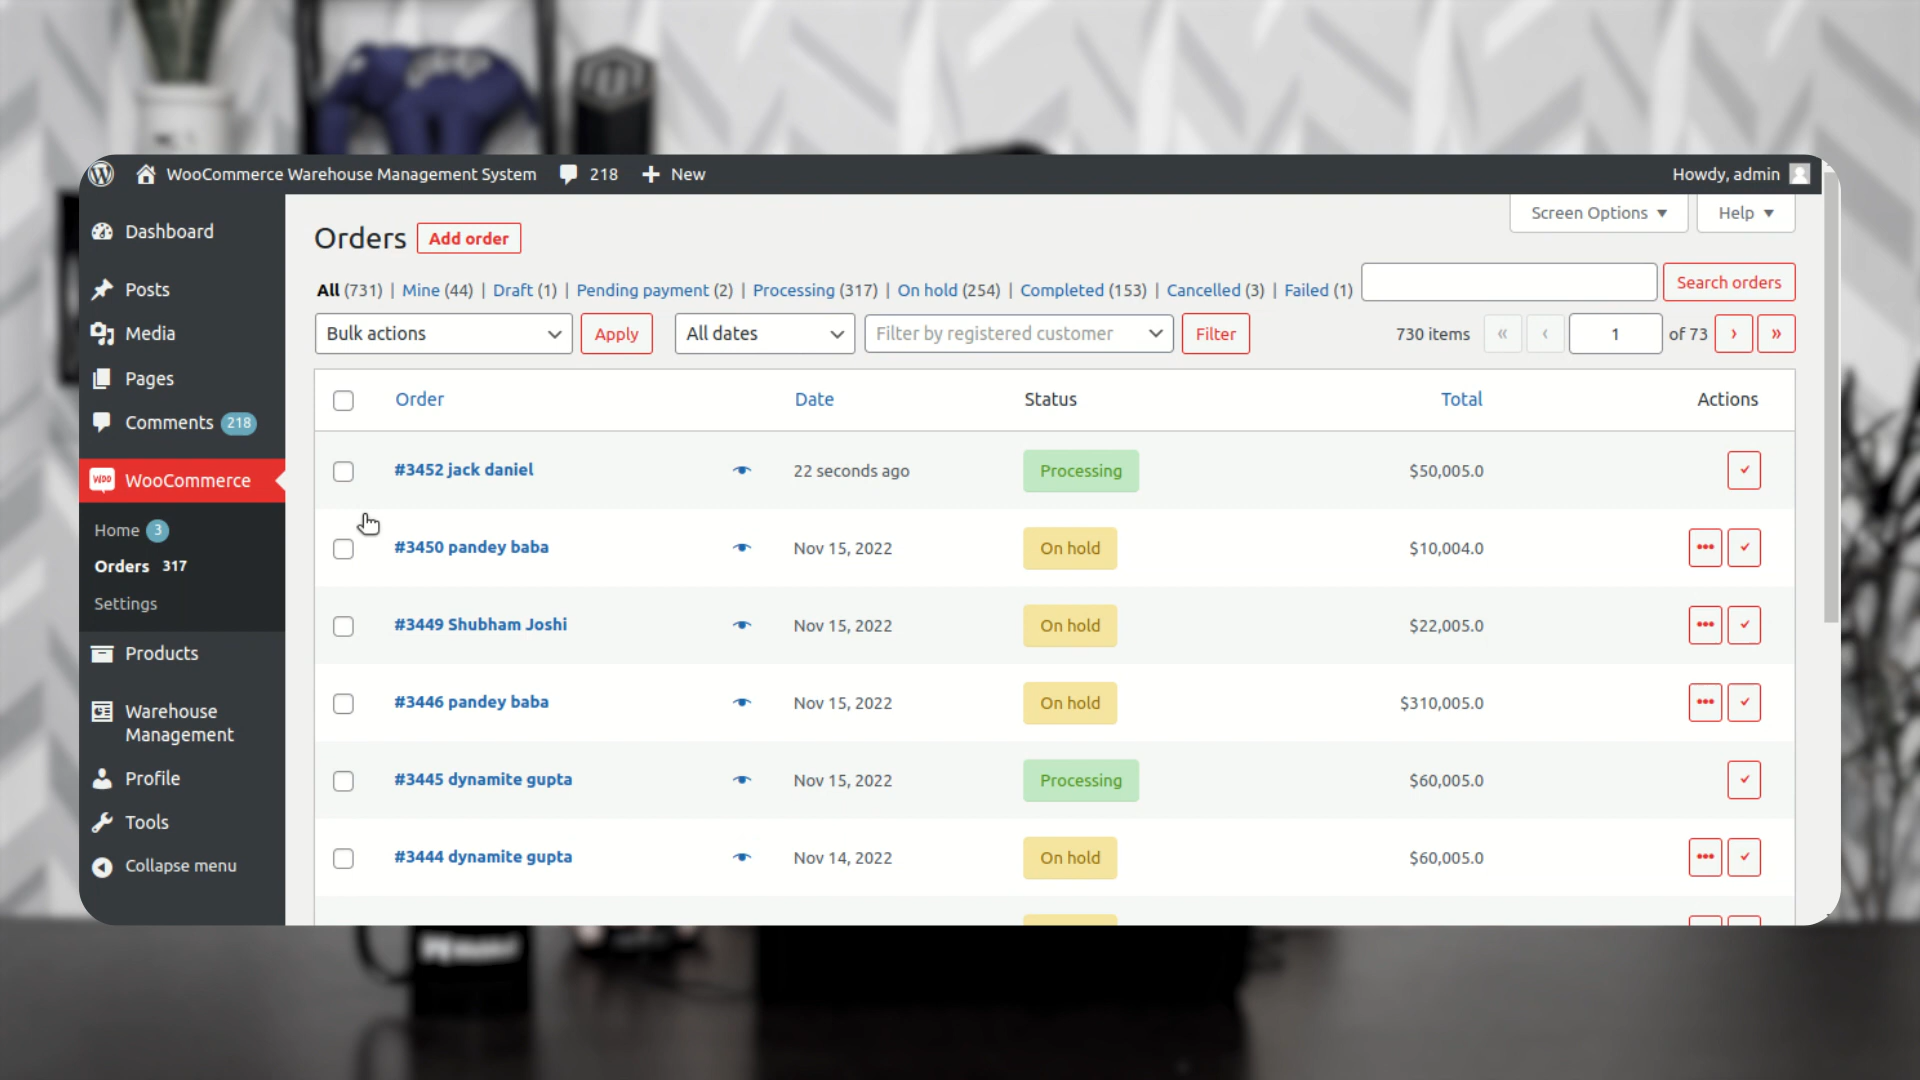 WooCommerce Warehouse Management System 218 + New Howdy, admin
Screen Options ▼ Help ▼
Dashboard
Posts
Media
Pages
Comments 218
WooCommerce
Home 3
Orders 317
Settings
Products
Warehouse
Management
Profile
Tools
Collapse menu
Orders Add order
All (731) | Mine (44) | Draft (1) | Pending payment (2) | Processing (317) | On hold (254) | Completed (153) | Cancelled (3) | Failed (1) Search orders
Bulk actions Apply All dates Filter by registered customer Filter 730 items « ‹ 1 of 73 › »
Order Date Status Total Actions
#3452 jack daniel 22 seconds ago Processing $50,005.0
#3450 pandey baba Nov 15, 2022 On hold $10,004.0
#3449 Shubham Joshi Nov 15, 2022 On hold $22,005.0
#3446 pandey baba Nov 15, 2022 On hold $310,005.0
#3445 dynamite gupta Nov 15, 2022 Processing $60,005.0
#3444 dynamite gupta Nov 14, 2022 On hold $60,005.0